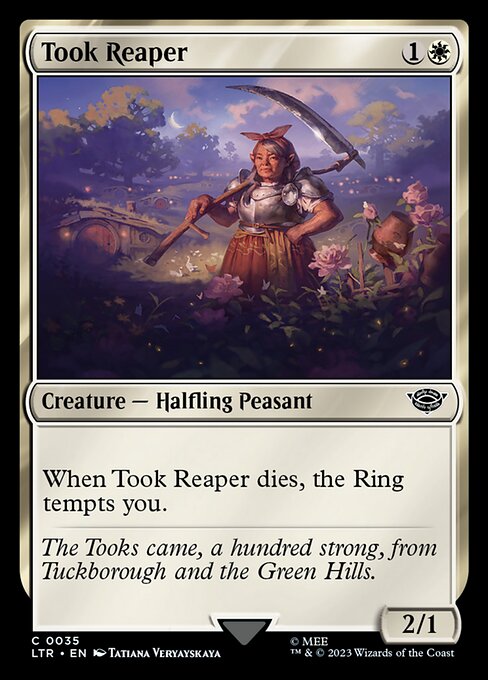 Took Reaper 1
Creature — Halfling Peasant
When Took Reaper dies, the Ring
tempts you.
The Tooks came, a hundred strong, from
Tuckborough and the Green Hills.
2/1
C 0035
LTR • EN Tatiana Veryayskaya
© MEE
™ & © 2023 Wizards of the Coast